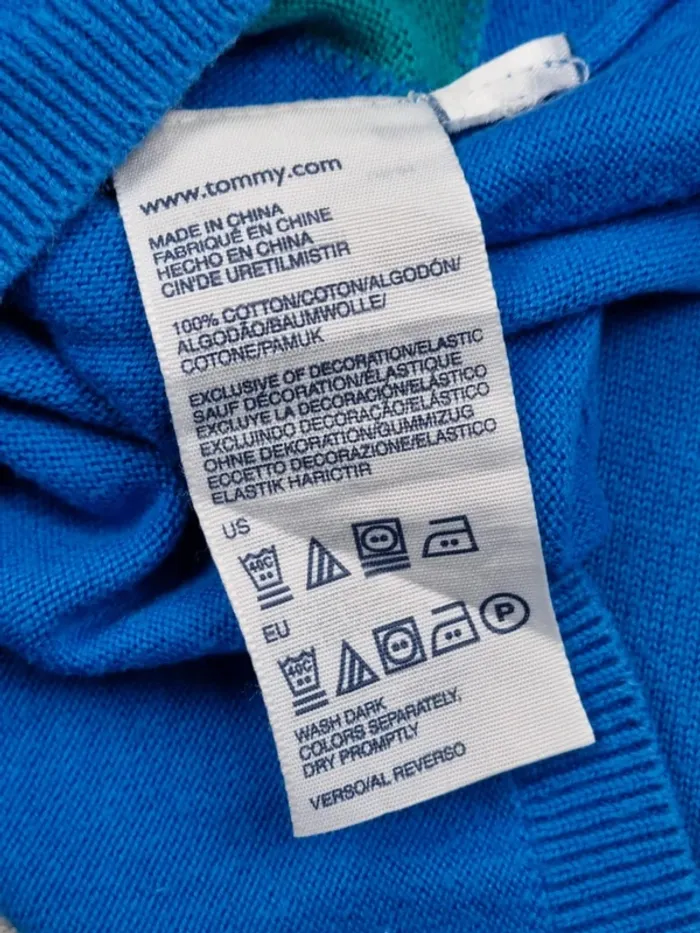 www.tommy.com
MADE IN CHINA
FABRIQUÉ EN CHINE
HECHO EN CHINA
CIN'DE URETILMISTIR
100% COTTON/COTON/ALGODÓN/
ALGODÃO/BAUMWOLLE/
COTONE/PAMUK
EXCLUSIVE OF DECORATION/ELASTIC
SAUF DÉCORATION/ÉLASTIQUE
EXCLUYE LA DECORACIÓN/ELÁSTICO
EXCLUINDO DECORAÇÃO/ELÁSTICO
OHNE DEKORATION/GUMMIZUG
ECCETTO DECORAZIONE/ELASTICO
ELASTIK HARICTIR
US
40C
EU
40C P
WASH DARK
COLORS SEPARATELY,
DRY PROMPTLY
VERSO/AL REVERSO